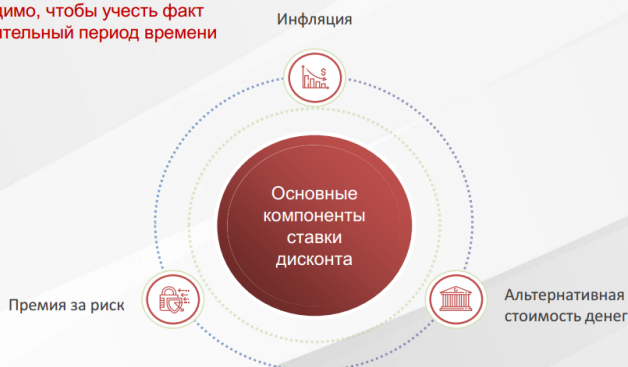 димо, чтобы учесть факт
ительный период времени
Инфляция
Основные
компоненты
ставки
дисконта
Премия за риск
Альтернативная
стоимость денег